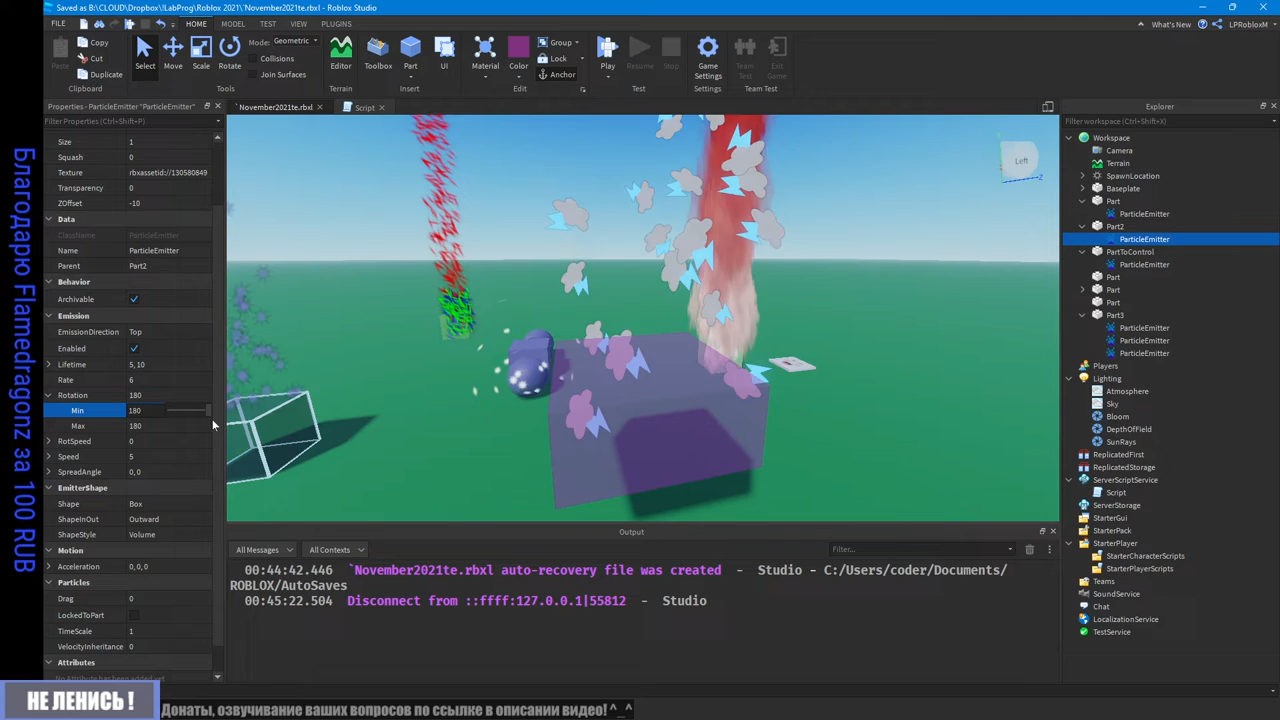 Saved as B:\CLOUD\Dropbox\!LabProg\Roblox 2021\`November2021te.rbxl - Roblox Studio
FILE HOME MODEL TEST VIEW PLUGINS What's New LPRobloxM
Paste Copy Cut Duplicate Clipboard
Select Move Scale Rotate Mode: Geometric Collisions Join Surfaces Tools
Editor Terrain
Toolbox Part UI Insert
Material Color Group Lock Anchor Edit
Play Resume Stop Test
Game Settings Settings
Team Test Exit Game Team Test
Properties - ParticleEmitter "ParticleEmitter"
Filter Properties (Ctrl+Shift+P)
Size 1
Squash 0
Texture rbxassetid://130580849
Transparency 0
ZOffset -10
Data
ClassName ParticleEmitter
Name ParticleEmitter
Parent Part2
Behavior
Archivable
Emission
EmissionDirection Top
Enabled
Lifetime 5,10
Rate 6
Rotation 180
Min 180
Max 180
RotSpeed 0
Speed 5
SpreadAngle 0, 0
EmitterShape
Shape Box
ShapeInOut Outward
ShapeStyle Volume
Motion
Acceleration 0, 0, 0
Particles
Drag 0
LockedToPart
TimeScale 1
VelocityInheritance 0
Attributes
No Attribute has been added yet
`November2021te.rbxl
Script
Left
Output
All Messages All Contexts Filter...
00:44:42.446 `November2021te.rbxl auto-recovery file was created - Studio - C:/Users/coder/Documents/
ROBLOX/AutoSaves
00:45:22.504 Disconnect from ::ffff:127.0.0.1|55812 - Studio
Explorer
Filter workspace (Ctrl+Shift+X)
Workspace
Camera
Terrain
SpawnLocation
Baseplate
Part
ParticleEmitter
Part2
ParticleEmitter
PartToControl
ParticleEmitter
Part
Part
Part
Part3
ParticleEmitter
ParticleEmitter
ParticleEmitter
Players
Lighting
Atmosphere
Sky
Bloom
DepthOfField
SunRays
ReplicatedFirst
ReplicatedStorage
ServerScriptService
Script
ServerStorage
StarterGui
StarterPack
StarterPlayer
StarterCharacterScripts
StarterPlayerScripts
Teams
SoundService
Chat
LocalizationService
TestService
Благодарю Flamedragonz за 100 RUB
НЕ ЛЕНИСЬ !
Донаты, озвучивание ваших вопросов по ссылке в описании видео! ^_^